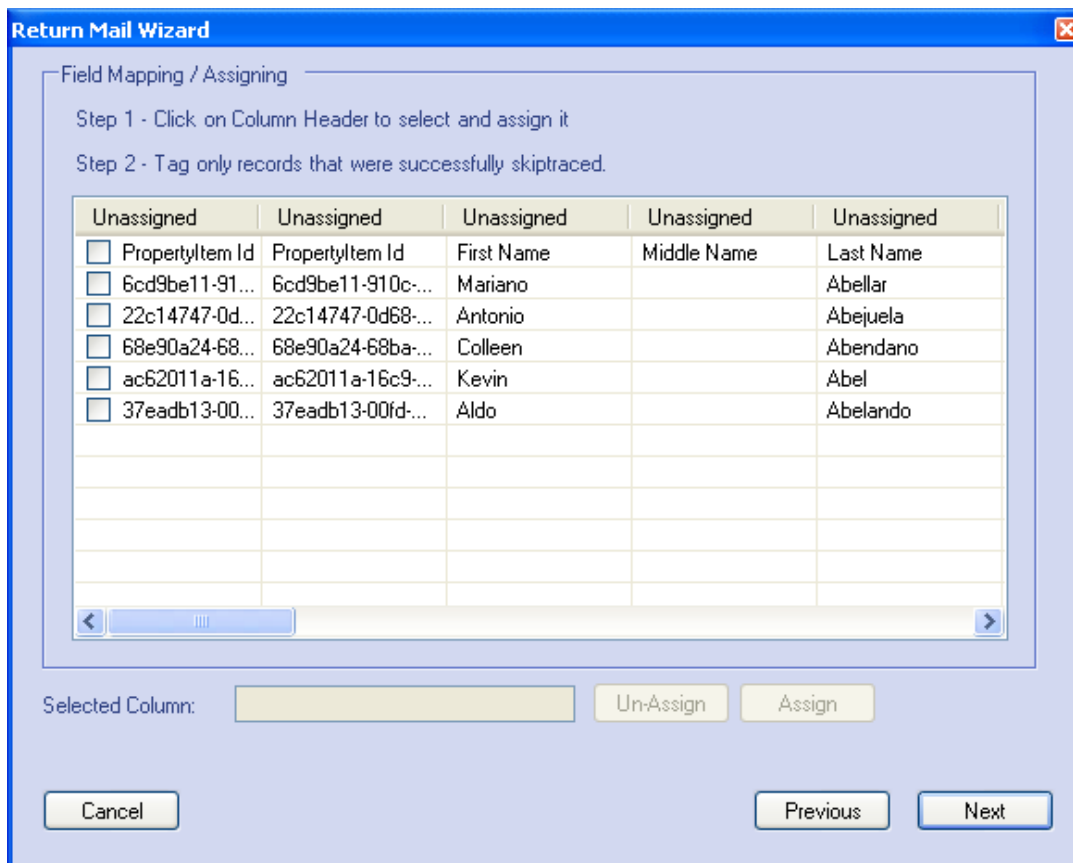 Return Mail Wizard
Field Mapping / Assigning
Step 1 - Click on Column Header to select and assign it
Step 2 - Tag only records that were successfully skiptraced.
Unassigned Unassigned Unassigned Unassigned Unassigned
PropertyItem Id PropertyItem Id First Name Middle Name Last Name
6cd9be11-91... 6cd9be11-910c-... Mariano Abellar
22c14747-0d... 22c14747-0d68-... Antonio Abejuela
68e90a24-68... 68e90a24-68ba-... Colleen Abendano
ac62011a-16... ac62011a-16c9-... Kevin Abel
37eadb13-00... 37eadb13-00fd-... Aldo Abelando
Selected Column: Un-Assign Assign
Cancel Previous Next